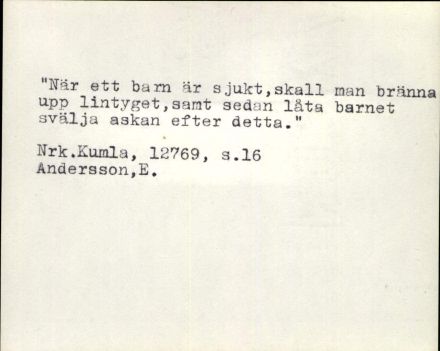 "När ett barn är sjukt,skall man bränna
upp lintyget,samt sedan låta barnet
svälja askan efter detta."
Nrk.Kumla, 12769, s.16
Andersson,E.